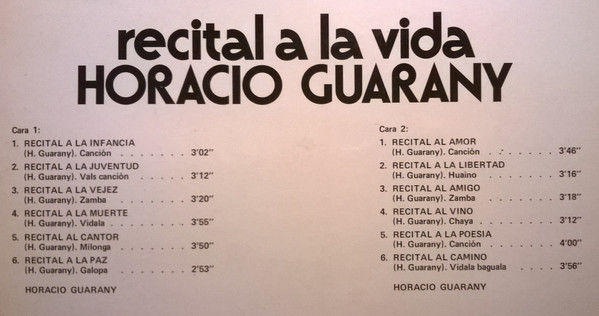 recital a la vida
HORACIO GUARANY
Cara 1:
1. RECITAL A LA INFANCIA
(H. Guarany). Canción . . . . . . . 3'02"
2. RECITAL A LA JUVENTUD
(H. Guarany). Vals canción . . . . . 3'12"
3. RECITAL A LA VEJEZ
(H. Guarany). Zamba . . . . . . . 3'20"
4. RECITAL A LA MUERTE
(H. Guarany). Vidala . . . . . . . 3'55"
5. RECITAL AL CANTOR
(H. Guarany). Milonga . . . . . . 3'50"
6. RECITAL A LA PAZ
(H. Guarany). Galopa . . . . . . . 2'53"
HORACIO GUARANY
Cara 2:
1. RECITAL AL AMOR
(H. Guarany). Canción . . . . . . 3'46"
2. RECITAL A LA LIBERTAD
(H. Guarany). Huaino . . . . . . 3'16"
3. RECITAL AL AMIGO
(H. Guarany). Zamba . . . . . . 3'18"
4. RECITAL AL VINO
(H. Guarany). Chaya . . . . . . . 3'12"
5. RECITAL A LA POESIA
(H. Guarany). Canción . . . . . . 4'00"
6. RECITAL AL CAMINO
(H. Guarany). Vidala baguala . . . . 3'56"
HORACIO GUARANY